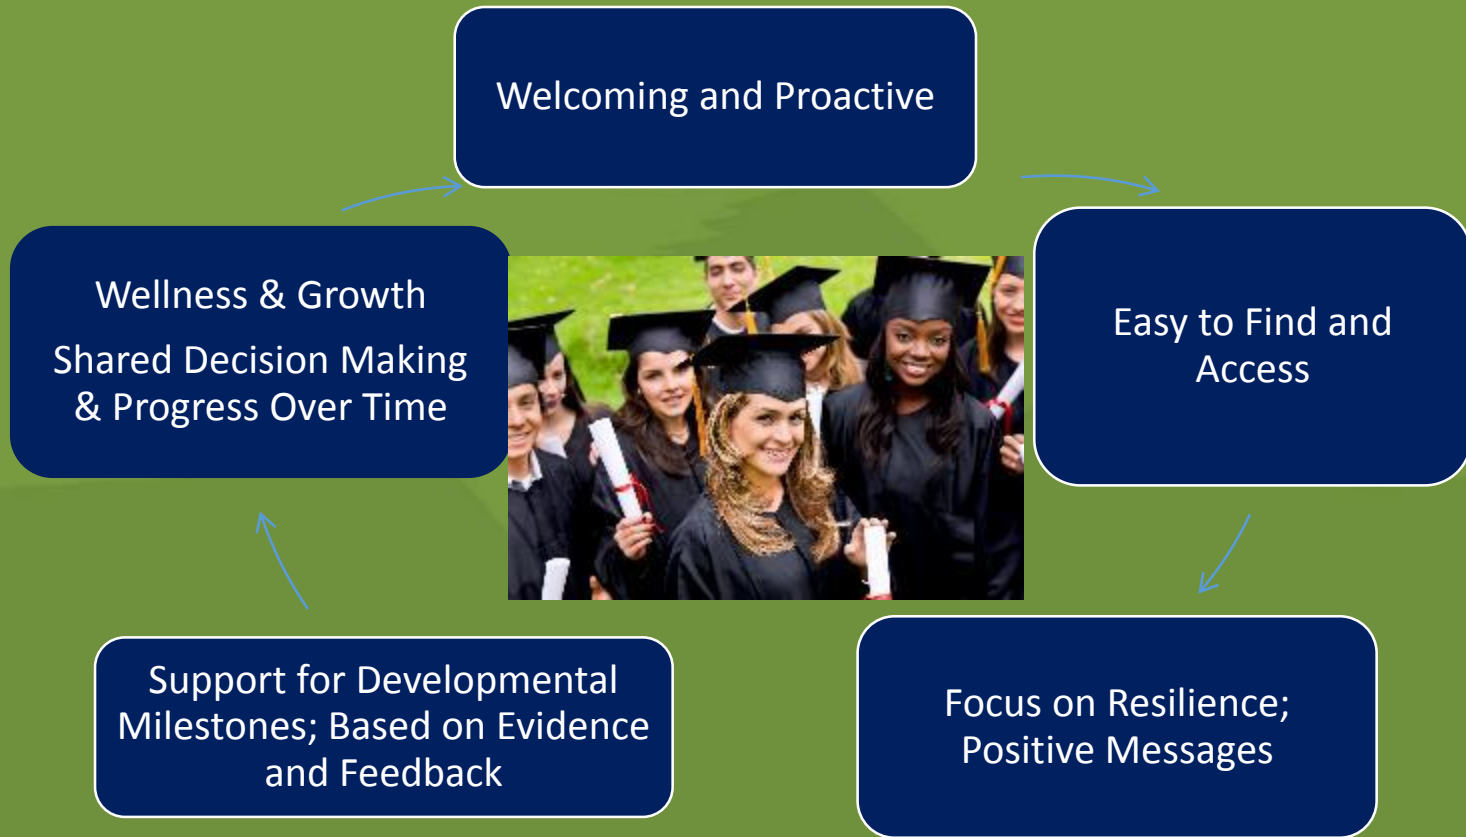 Welcoming and Proactive
Easy to Find and
Access
Focus on Resilience;
Positive Messages
Support for Developmental
Milestones; Based on Evidence
and Feedback
Wellness & Growth
Shared Decision Making
& Progress Over Time